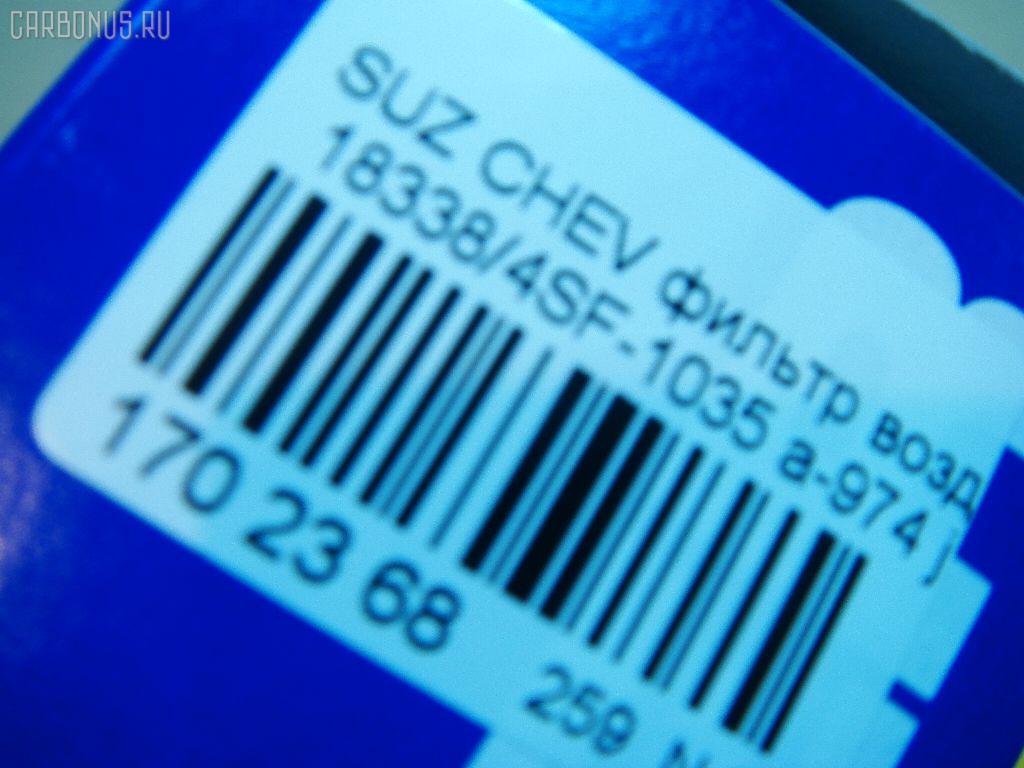 CARBONUS.RU
SUZ CHEV фильтр возд
18338/4SF-1035 a-974 j
170 23 68
259 N